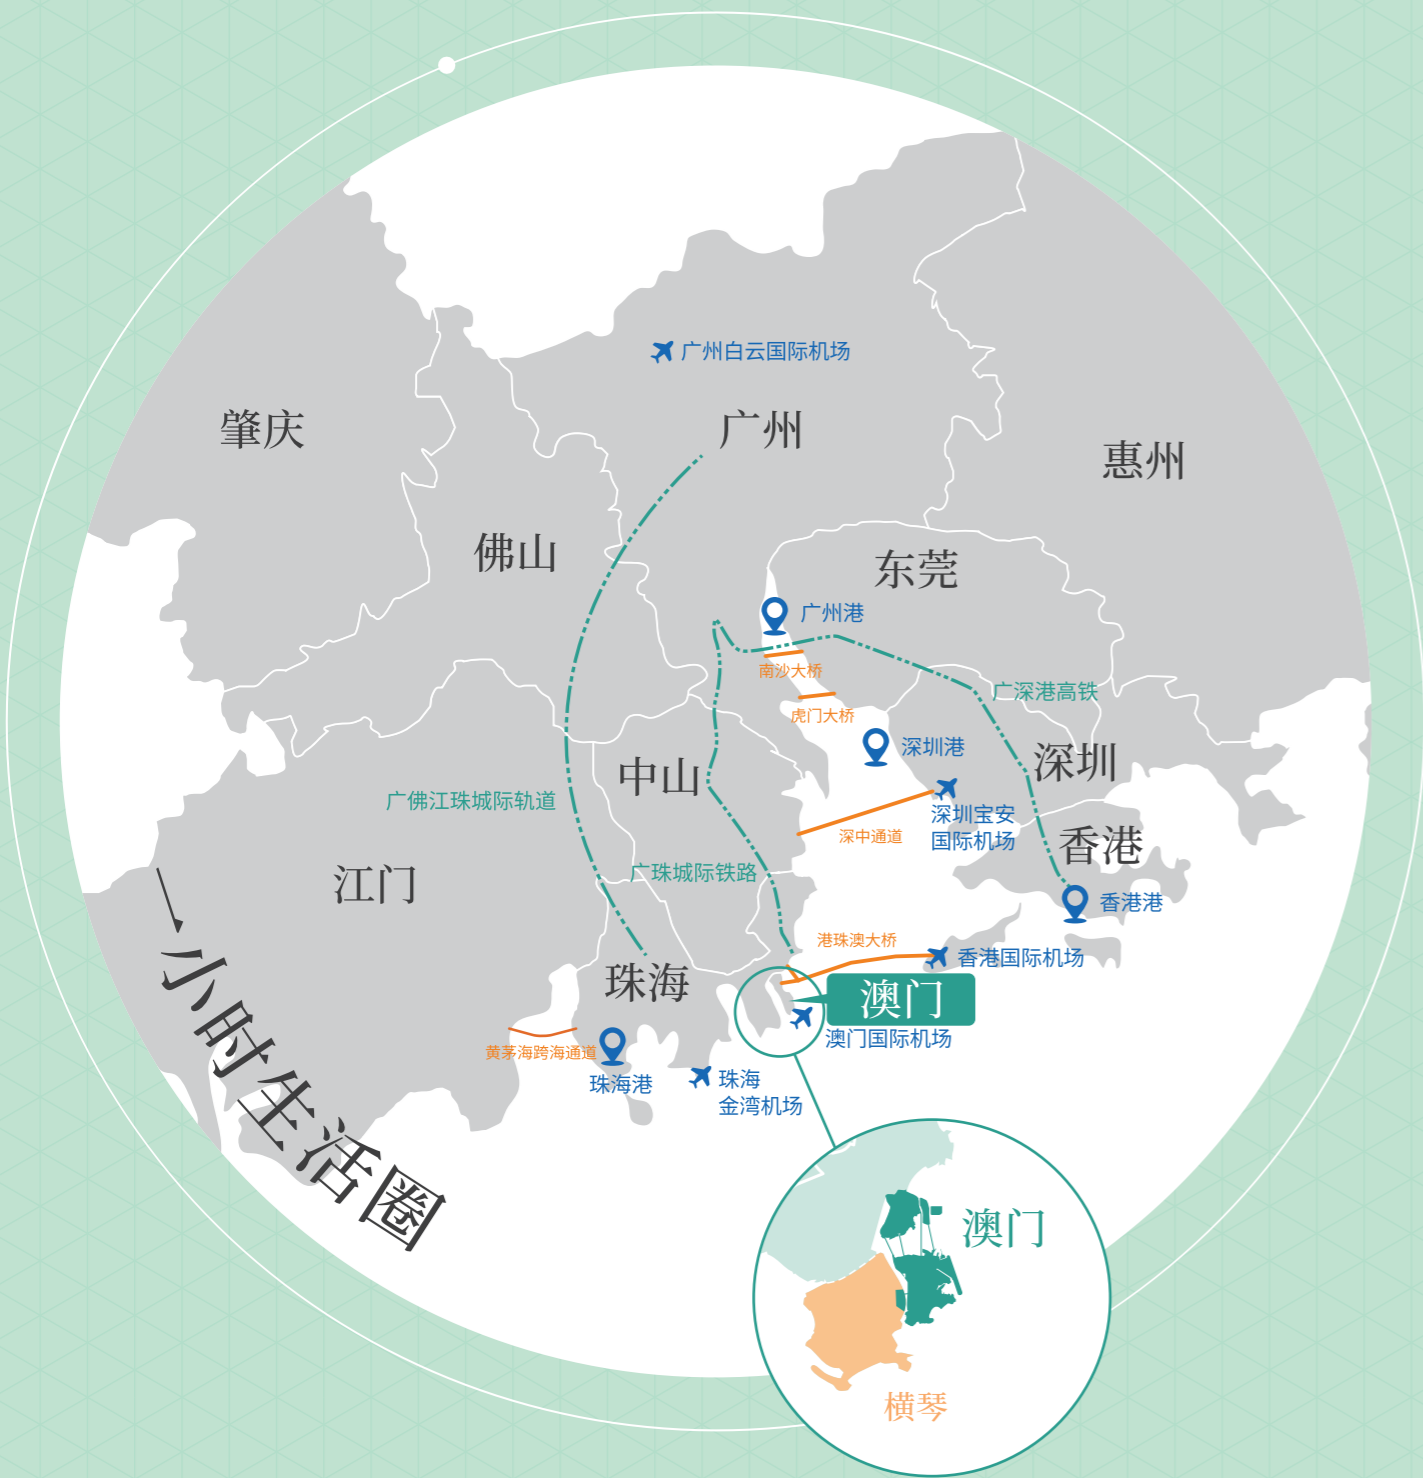 广州白云国际机场
肇庆
广州
惠州
佛山
东莞
广州港
南沙大桥
广深港高铁
虎门大桥
深圳港
深圳
中山
广佛江珠城际轨道
深圳宝安
国际机场
深中通道
香港
广珠城际铁路
江门
香港港
港珠澳大桥
香港国际机场
珠海
澳门
澳门国际机场
黄茅海跨海通道
珠海港
珠海
金湾机场
一小时生活圈
澳门
横琴